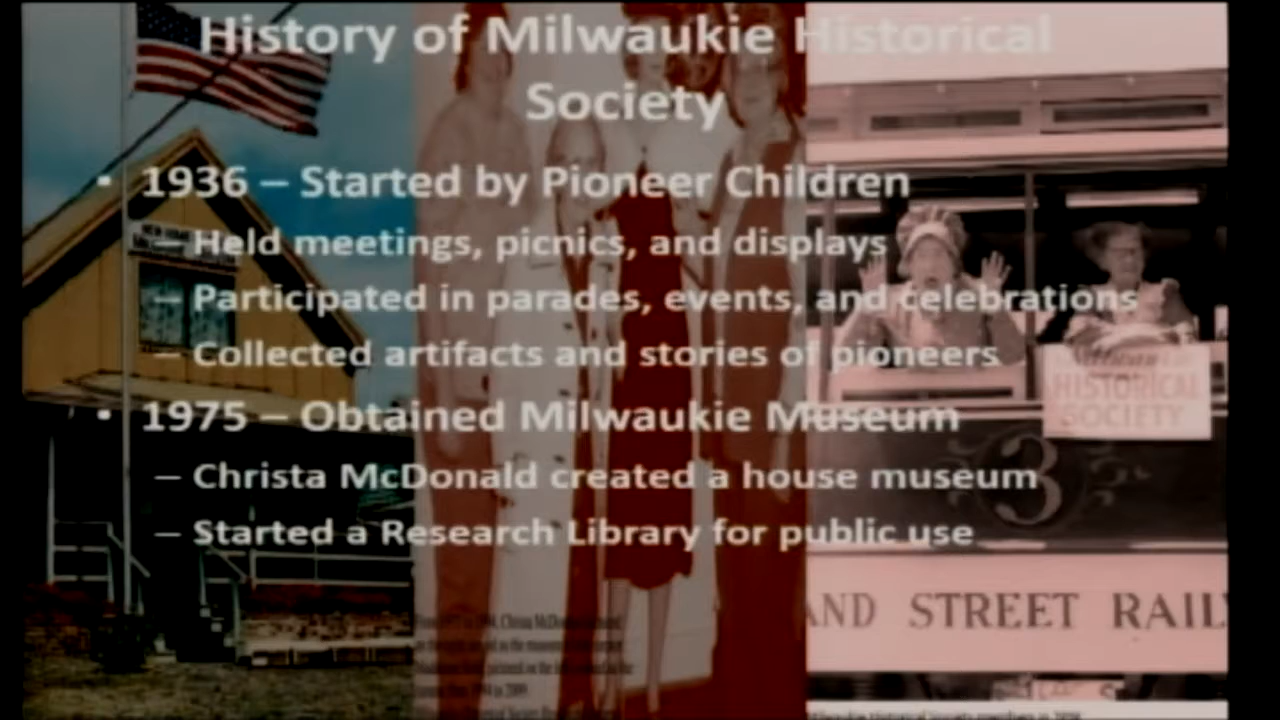 History of Milwaukie Historical
Society
• 1936 – Started by Pioneer Children
– Held meetings, picnics, and displays
– Participated in parades, events, and celebrations
– Collected artifacts and stories of pioneers
HISTORICAL
SOCIETY
• 1975 – Obtained Milwaukie Museum
– Christa McDonald created a house museum
3
– Started a Research Library for public use
AND STREET RAIL